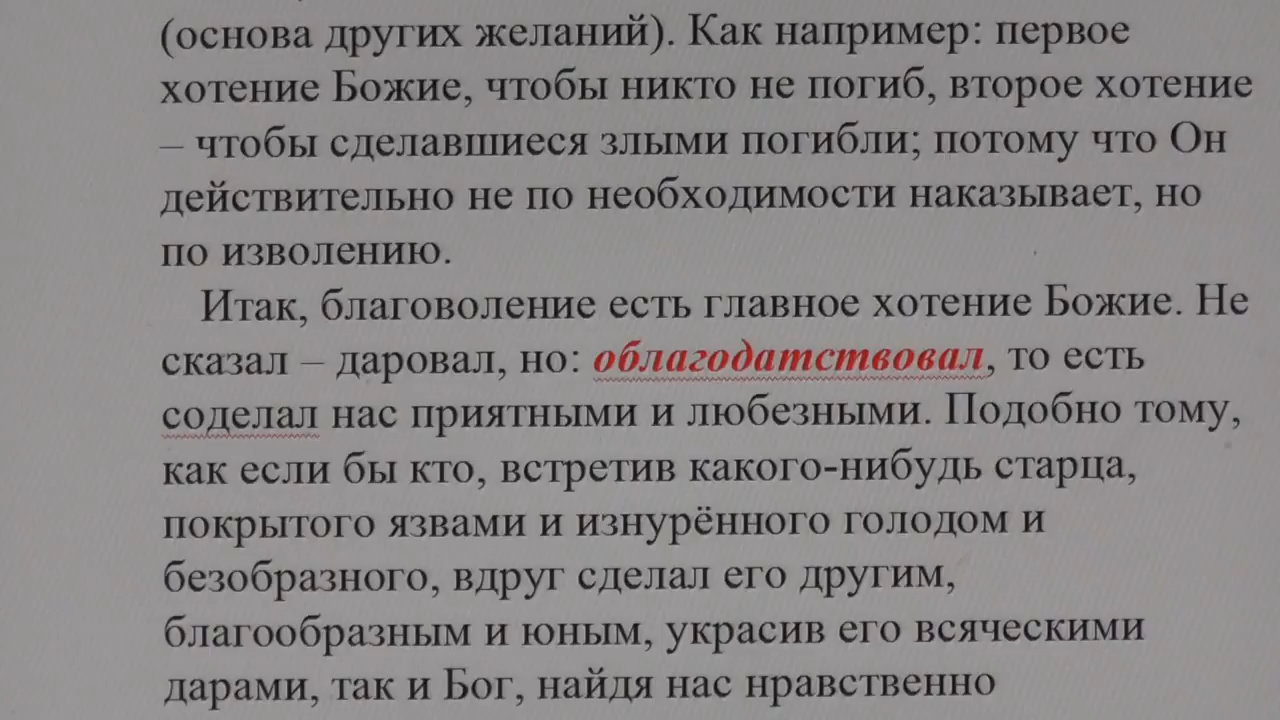 (основа других желаний). Как например: первое
хотение Божие, чтобы никто не погиб, второе хотение
– чтобы сделавшиеся злыми погибли; потому что Он
действительно не по необходимости наказывает, но
по изволению.
Итак, благоволение есть главное хотение Божие. Не
сказал – даровал, но: облагодатствовал, то есть
соделал нас приятными и любезными. Подобно тому,
как если бы кто, встретив какого-нибудь старца,
покрытого язвами и изнурённого голодом и
безобразного, вдруг сделал его другим,
благообразным и юным, украсив его всяческими
дарами, так и Бог, найдя нас нравственно